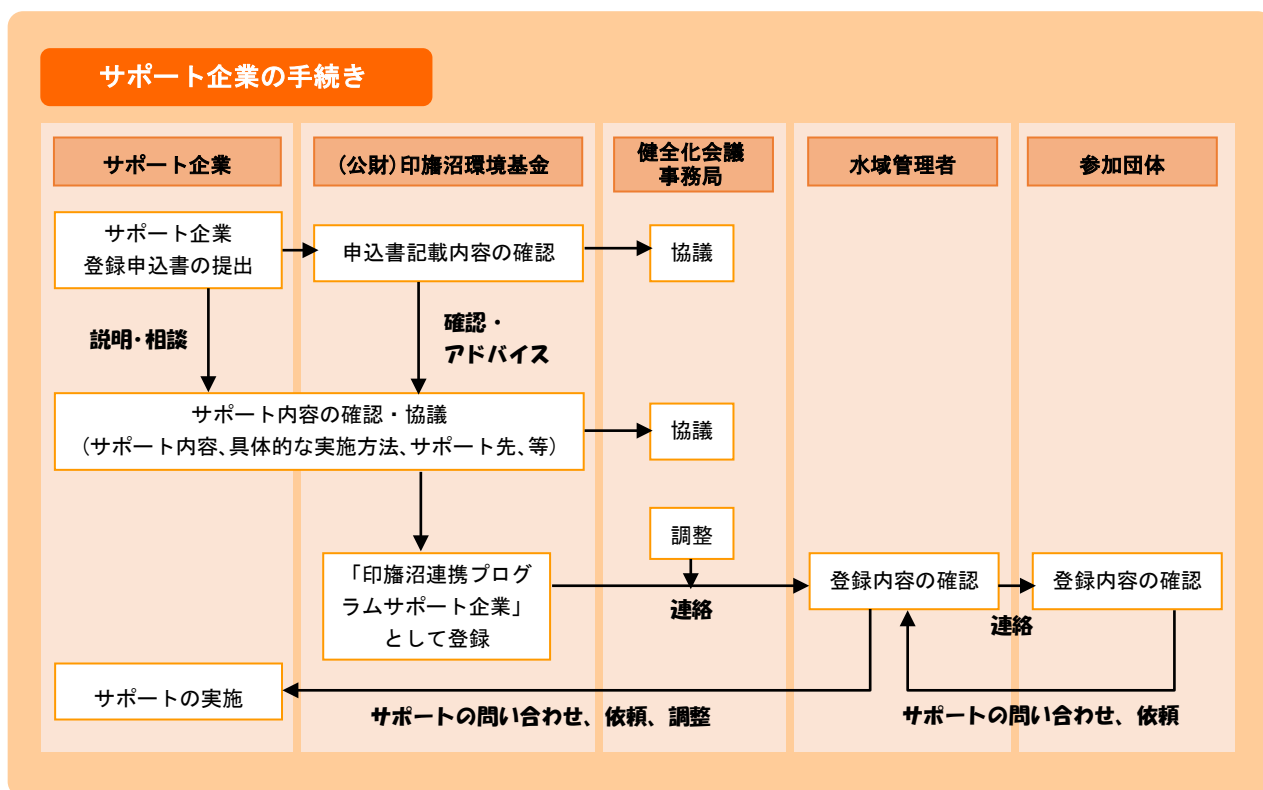 サポート企業の手続き
サポート企業
(公財)印旛沼環境基金
健全化会議
事務局
水域管理者
参加団体
サポート企業
登録申込書の提出
申込書記載内容の確認
協議
説明・相談
確認・
アドバイス
サポート内容の確認・協議
(サポート内容、具体的な実施方法、サポート先、等)
協議
調整
「印旛沼連携プログ
ラムサポート企業」
として登録
連絡
登録内容の確認
連絡
登録内容の確認
サポートの実施
サポートの問い合わせ、依頼、調整
サポートの問い合わせ、依頼